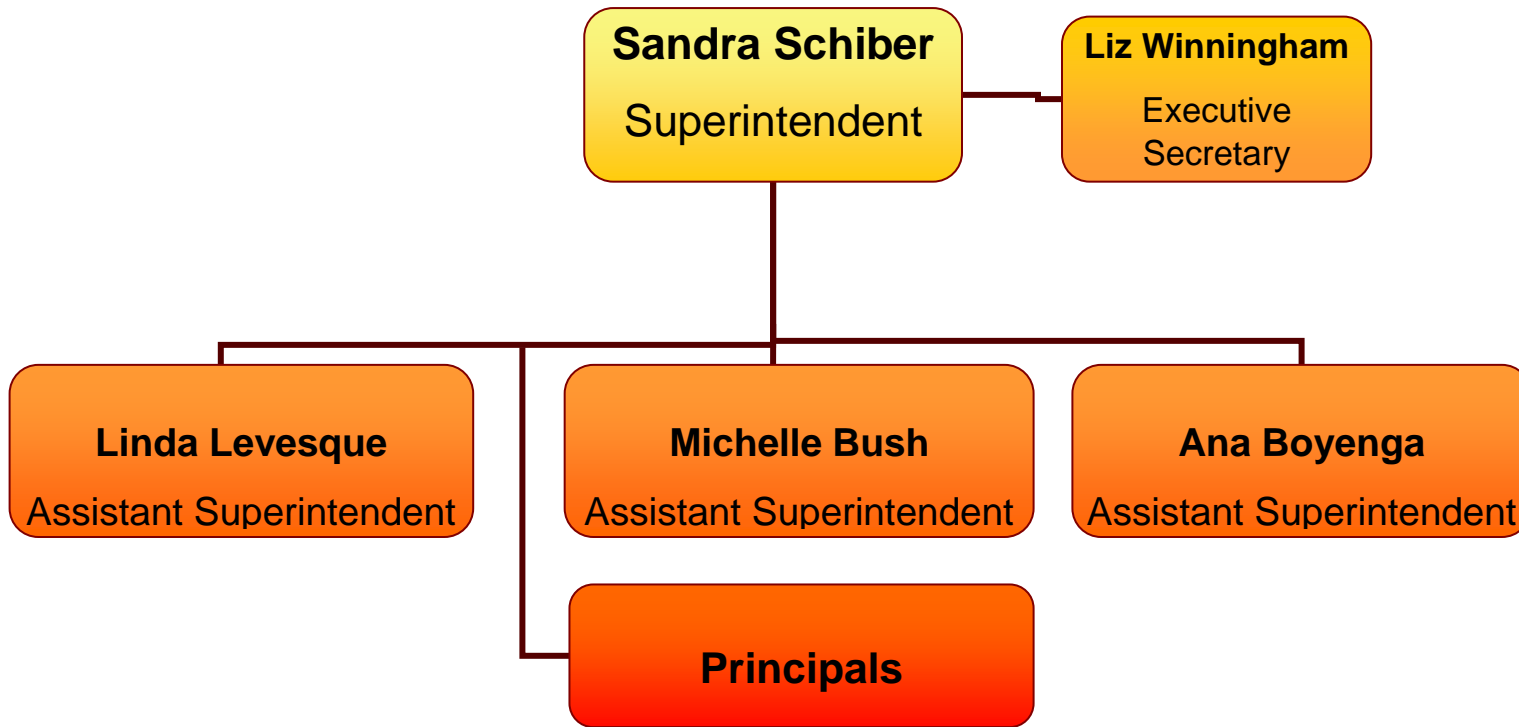 Sandra Schiber
Superintendent
Liz Winningham
Executive
Secretary
Linda Levesque
Assistant Superintendent
Michelle Bush
Assistant Superintendent
Ana Boyenga
Assistant Superintendent
Principals